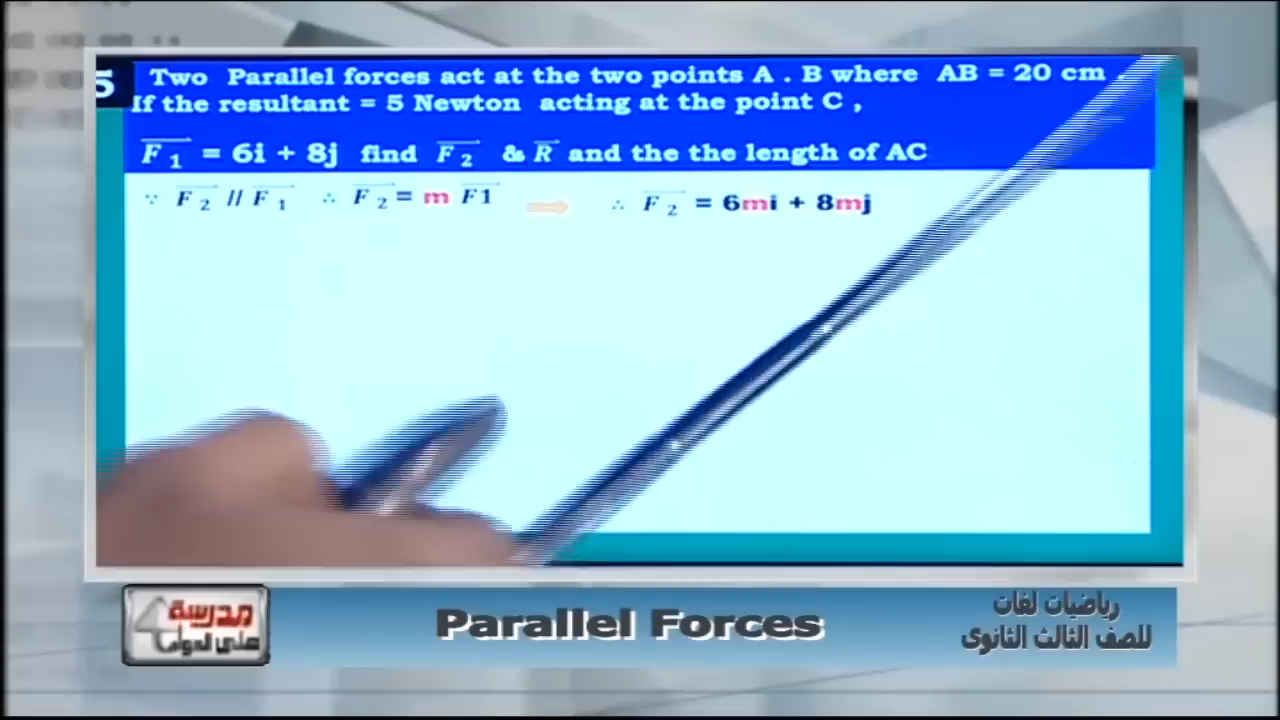 5 Two Parallel forces act at the two points A . B where AB = 20 cm .
If the resultant = 5 Newton acting at the point C ,
F₁ = 6i + 8j find F₂ & R and the the length of AC
∵ F₂ // F₁ ∴ F₂ = m F1 ∴ F₂ = 6mi + 8mj
مدرسة
على الهواء
Parallel Forces
رياضيات لغات
للصف الثالث الثانوى